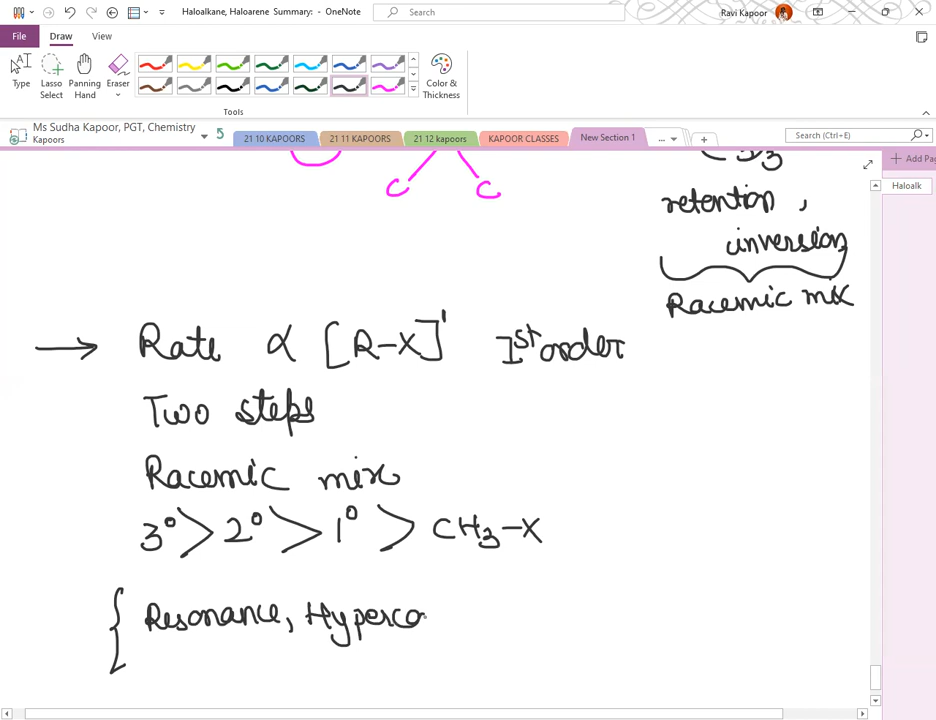 Haloalkane, Haloarene Summary: - OneNote
Search
Ravi Kapoor
File
Draw
View
Type
Lasso Select
Panning Hand
Eraser
Color & Thickness
Tools
Ms Sudha Kapoor, PGT, Chemistry
Kapoors
21 10 KAPOORS
21 11 KAPOORS
21 12 kapoors
KAPOOR CLASSES
New Section 1
...
Search (Ctrl+E)
Add Pag
Haloalk
C C
retention,
inversion
Racemic mix
→ Rate ∝ [R-X]¹ Ist order
Two steps
Racemic mix
3° > 2° > 1° > CH₃-X
{ Resonance, Hyperco